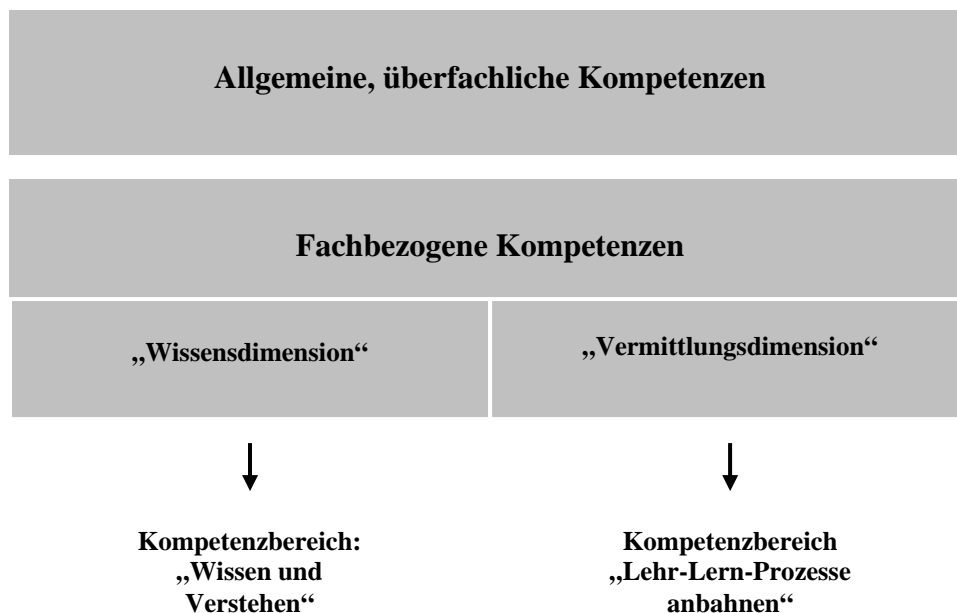 Allgemeine, überfachliche Kompetenzen
Fachbezogene Kompetenzen
„Wissensdimension“
„Vermittlungsdimension“
Kompetenzbereich:
„Wissen und
Verstehen“
Kompetenzbereich
„Lehr-Lern-Prozesse
anbahnen“